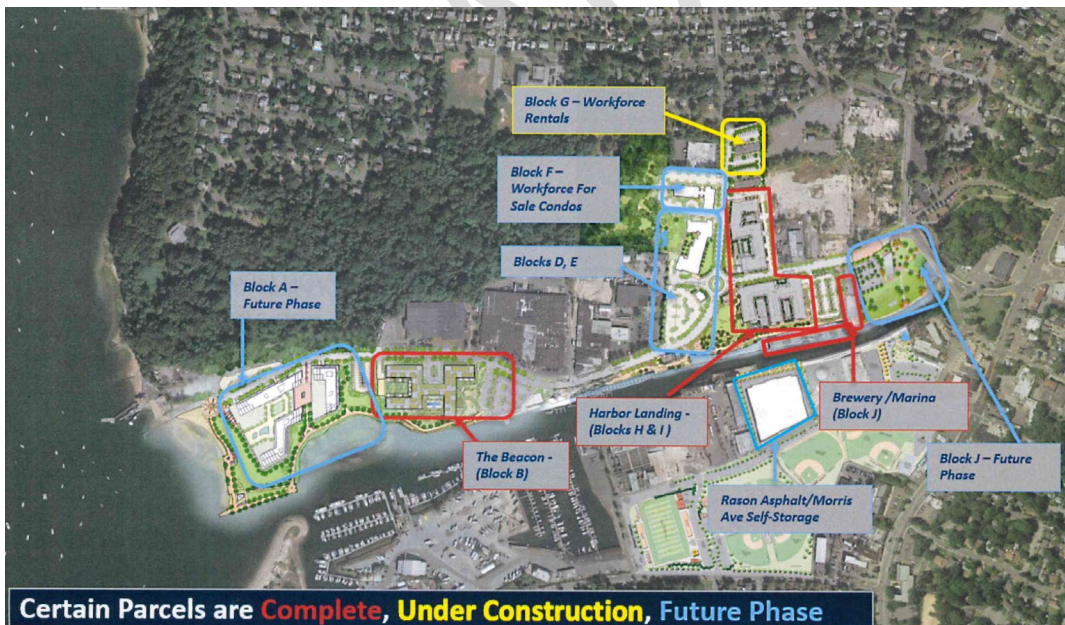 Block G – Workforce
Rentals
Block F –
Workforce For
Sale Condos
Blocks D, E
Block A –
Future Phase
Harbor Landing -
(Blocks H & I )
Brewery /Marina
(Block J)
The Beacon -
(Block B)
Block J – Future
Phase
Rason Asphalt/Morris
Ave Self-Storage
Certain Parcels are Complete, Under Construction, Future Phase